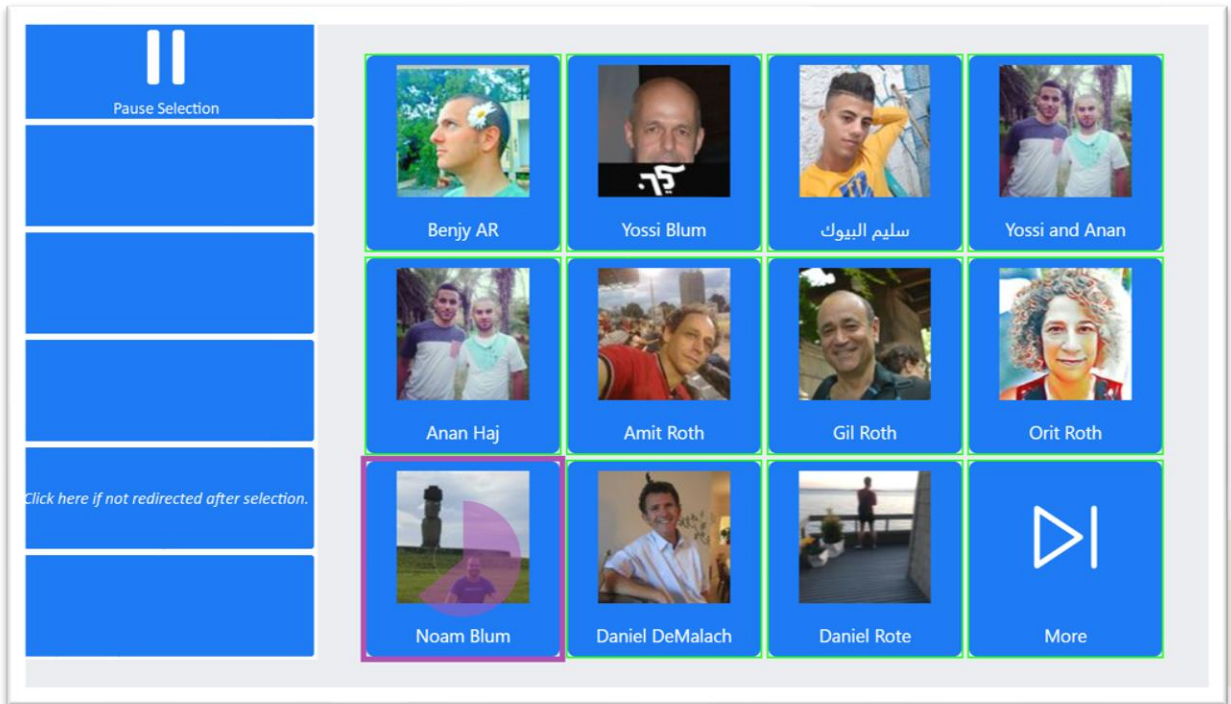 Pause Selection
Benjy AR
Yossi Blum
سليم البيوك
Yossi and Anan
Anan Haj
Amit Roth
Gil Roth
Orit Roth
Click here if not redirected after selection.
Noam Blum
Daniel DeMalach
Daniel Rote
More